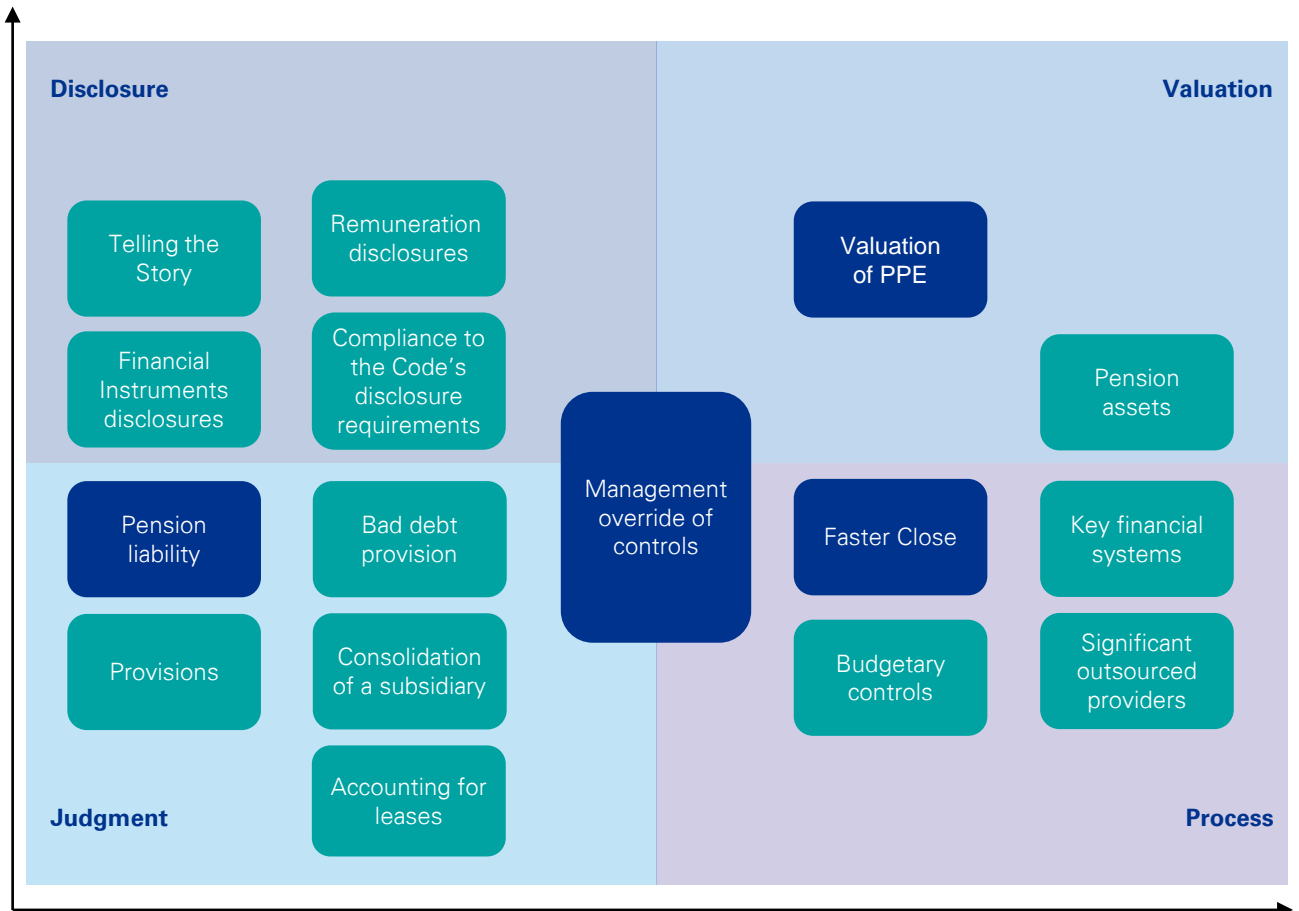 Disclosure
Valuation
Telling the
Story
Remuneration
disclosures
Financial
Instruments
disclosures
Compliance to
the Code’s
disclosure
requirements
Valuation
of PPE
Pension
assets
Management
override of
controls
Pension
liability
Bad debt
provision
Provisions
Consolidation
of a subsidiary
Accounting for
leases
Judgment
Faster Close
Key financial
systems
Budgetary
controls
Significant
outsourced
providers
Process